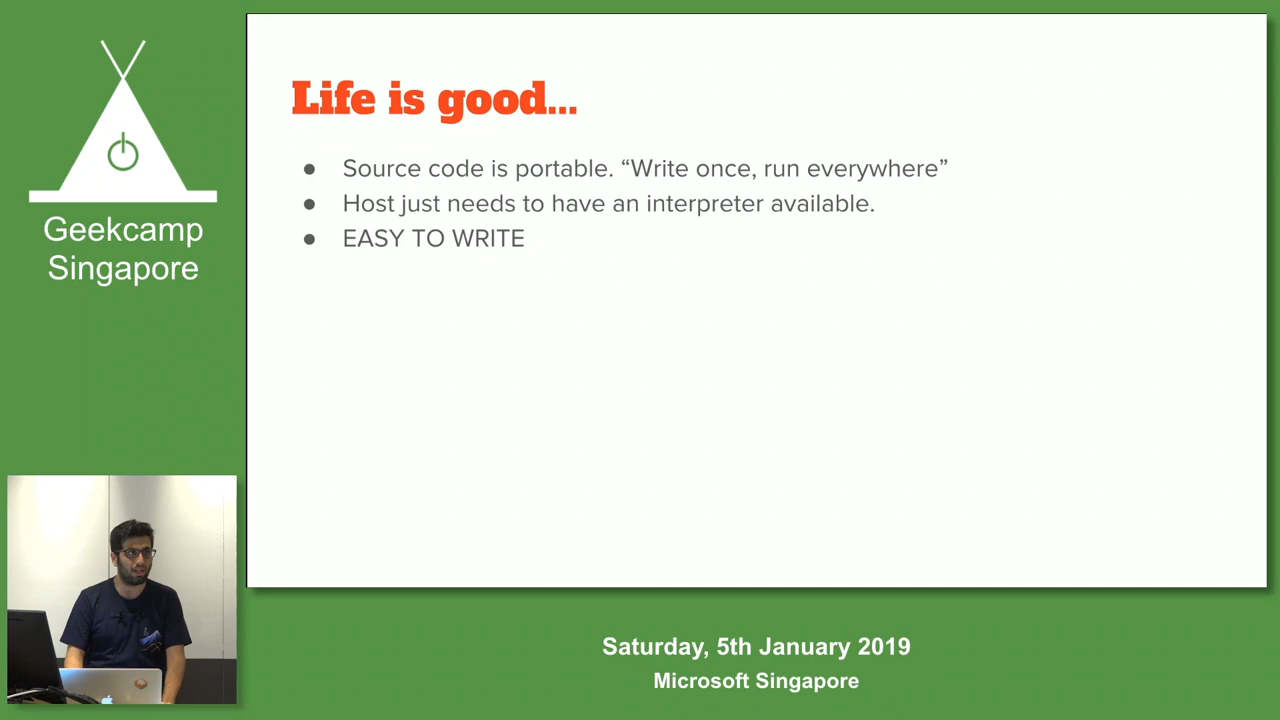 Geekcamp
Singapore
Life is good...
● Source code is portable. “Write once, run everywhere”
● Host just needs to have an interpreter available.
● EASY TO WRITE
Saturday, 5th January 2019
Microsoft Singapore